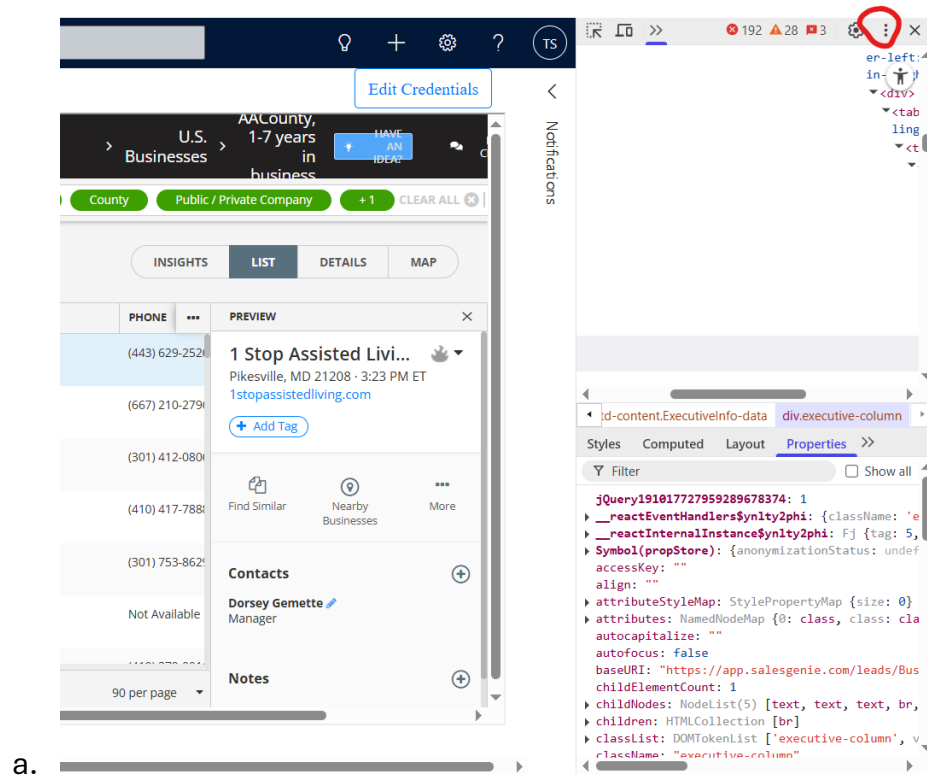 ? TS
192 28 3
er-left:
in-
Edit Credentials
<div>
<tab
ling
<t
Notifications
AACounty,
U.S. 1-7 years
Businesses in
business
HAVE
AN
IDEA?
County Public / Private Company + 1 CLEAR ALL
INSIGHTS LIST DETAILS MAP
PHONE ... PREVIEW
(443) 629-2526 1 Stop Assisted Livi...
Pikesville, MD 21208 · 3:23 PM ET
1stopassistedliving.com
(667) 210-279
+ Add Tag
(301) 412-080
Find Similar Nearby More
Businesses
(410) 417-788
(301) 753-862
Contacts
Dorsey Gemette
Manager
Not Available
Notes
90 per page
td-content.ExecutiveInfo-data div.executive-column
Styles Computed Layout Properties
Filter Show all
jQuery191017727959289678374: 1
__reactEventHandlers$ynlty2phi: {className: 'e
__reactInternalInstance$ynlty2phi: Fj {tag: 5,
Symbol(propStore): {anonymizationStatus: undef
accessKey: ""
align: ""
attributeStyleMap: StylePropertyMap {size: 0}
attributes: NamedNodeMap {0: class, class: cla
autocapitalize: ""
autofocus: false
baseURI: "https://app.salesgenie.com/leads/Bus
childElementCount: 1
childNodes: NodeList(5) [text, text, text, br,
children: HTMLCollection [br]
classList: DOMTokenList ['executive-column', v
className: "executive-column"
a.